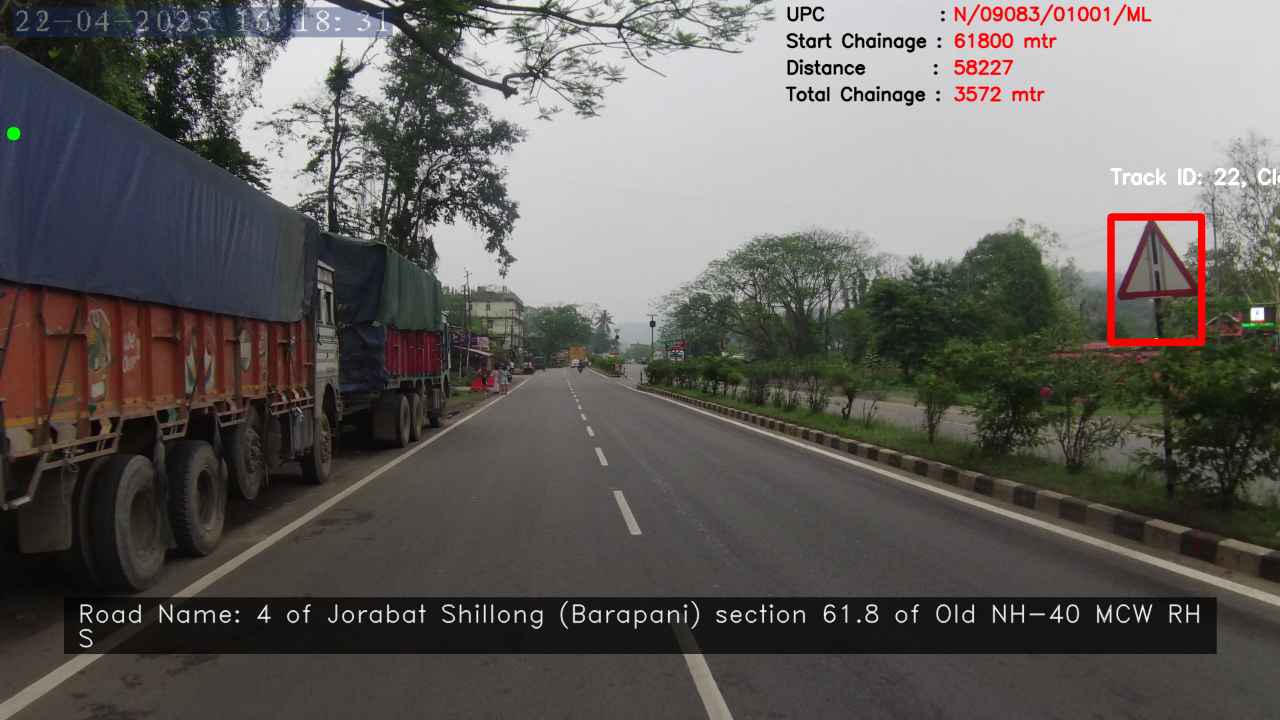 22-04-2025 16:18:31
UPC : N/09083/01001/ML
Start Chainage : 61800 mtr
Distance : 58227
Total Chainage : 3572 mtr
Track ID: 22, Cl
Road Name: 4 of Jorabat Shillong (Barapani) section 61.8 of Old NH-40 MCW RH
S